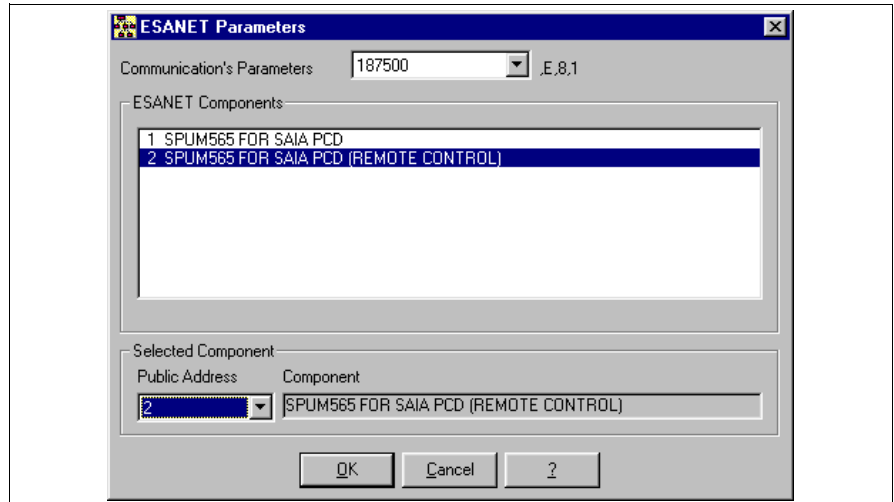 ESANET Parameters
Communication's Parameters 187500 ,E,8,1
ESANET Components
1 SPUM565 FOR SAIA PCD
2 SPUM565 FOR SAIA PCD (REMOTE CONTROL)
Selected Component
Public Address Component
2 SPUM565 FOR SAIA PCD (REMOTE CONTROL)
OK Cancel ?